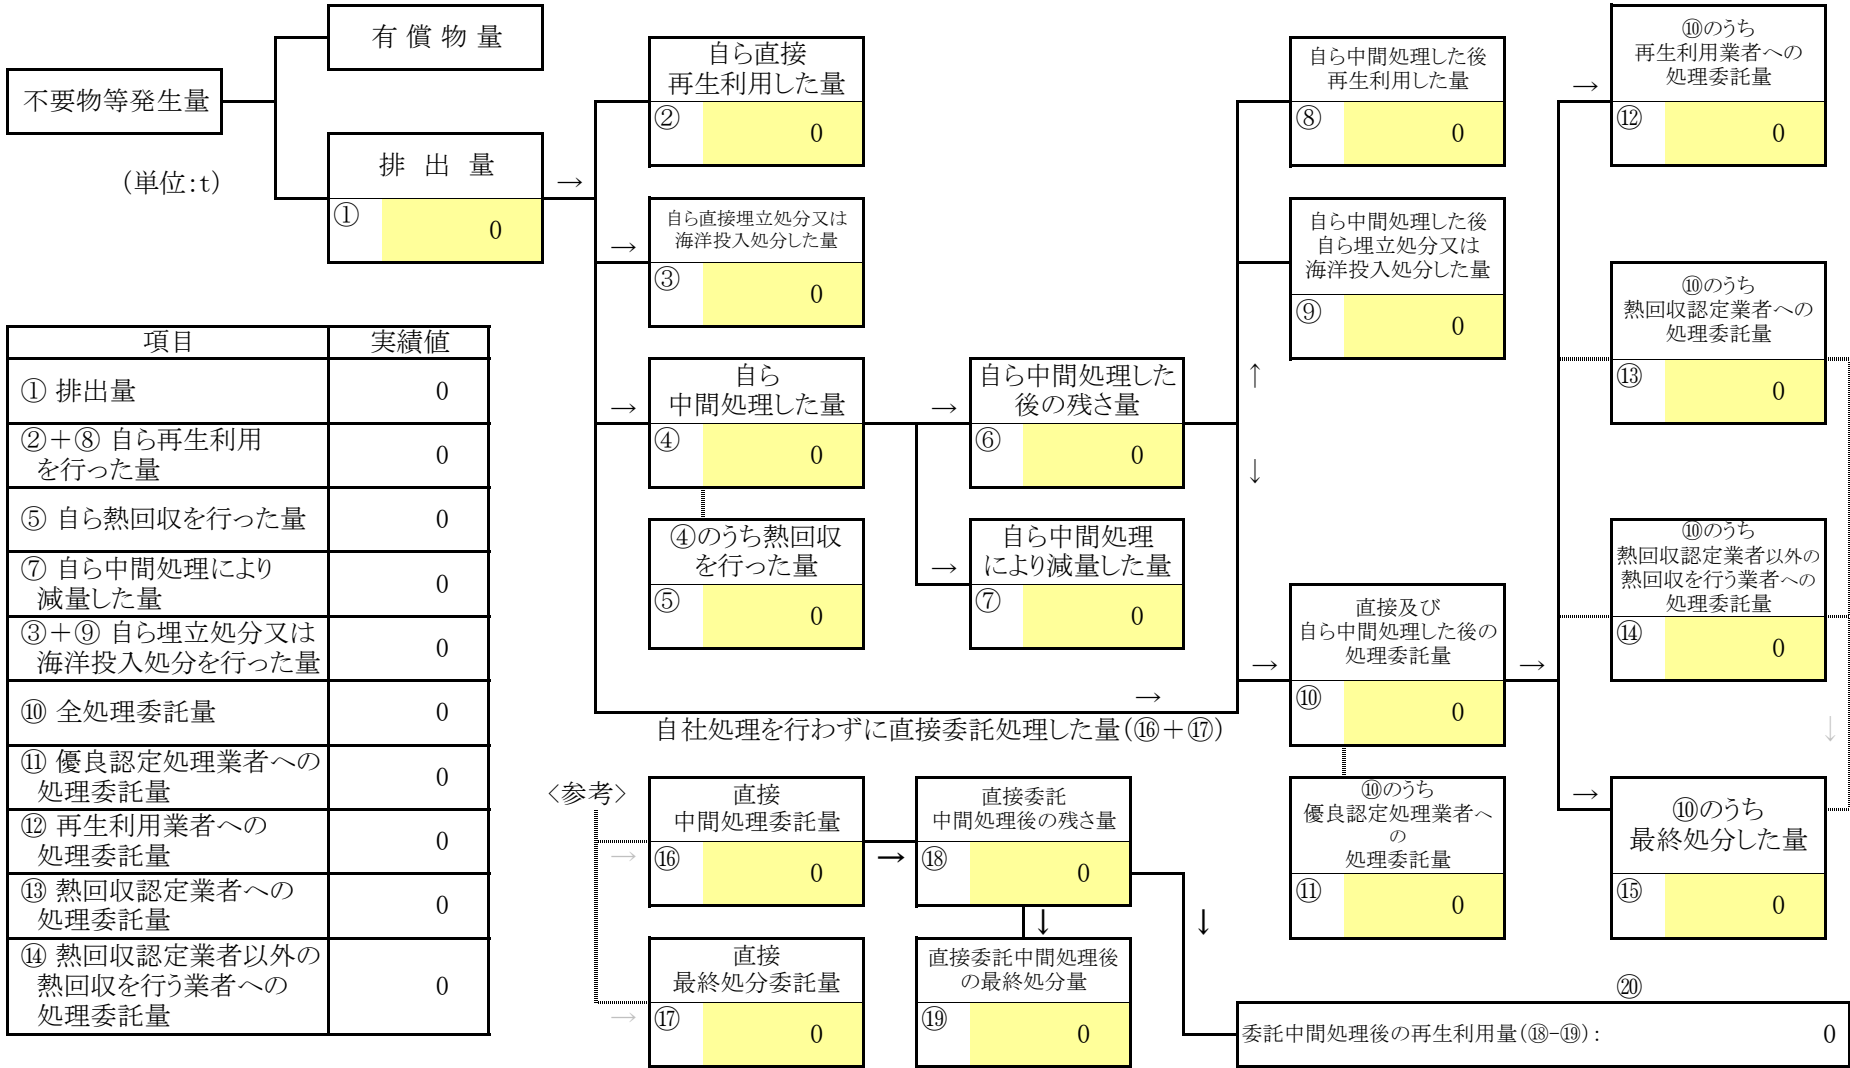 不要物等発生量
(単位:t)
有 償 物 量
排 出 量
① 0
→
自ら直接
再生利用した量
② 0
→
自ら直接埋立処分又は
海洋投入処分した量
③ 0
→
自ら
中間処理した量
④ 0
④のうち熱回収
を行った量
⑤ 0
→
自ら中間処理した
後の残さ量
⑥ 0
→
自ら中間処理
により減量した量
⑦ 0
→
自社処理を行わずに直接委託処理した量(⑯+⑰)
↑
↓
自ら中間処理した後
再生利用した量
⑧ 0
自ら中間処理した後
自ら埋立処分又は
海洋投入処分した量
⑨ 0
→
直接及び
自ら中間処理した後の
処理委託量
⑩ 0
⑩のうち
優良認定処理業者へ
の
処理委託量
⑪ 0
→
→
⑩のうち
再生利用業者への
処理委託量
⑫ 0
⑩のうち
熱回収認定業者への
処理委託量
⑬ 0
⑩のうち
熱回収認定業者以外の
熱回収を行う業者への
処理委託量
⑭ 0
↓
→
⑩のうち
最終処分した量
⑮ 0
項目 実績値
① 排出量 0
②+⑧ 自ら再生利用
を行った量 0
⑤ 自ら熱回収を行った量 0
⑦ 自ら中間処理により
減量した量 0
③+⑨ 自ら埋立処分又は
海洋投入処分を行った量 0
⑩ 全処理委託量 0
⑪ 優良認定処理業者への
処理委託量 0
⑫ 再生利用業者への
処理委託量 0
⑬ 熱回収認定業者への
処理委託量 0
⑭ 熱回収認定業者以外の
熱回収を行う業者への
処理委託量 0
<参考>
→
直接
中間処理委託量
⑯ 0
→
直接
最終処分委託量
⑰ 0
→
直接委託
中間処理後の残さ量
⑱ 0
↓
直接委託中間処理後
の最終処分量
⑲ 0
↓
⑳
委託中間処理後の再生利用量(⑱-⑲): 0